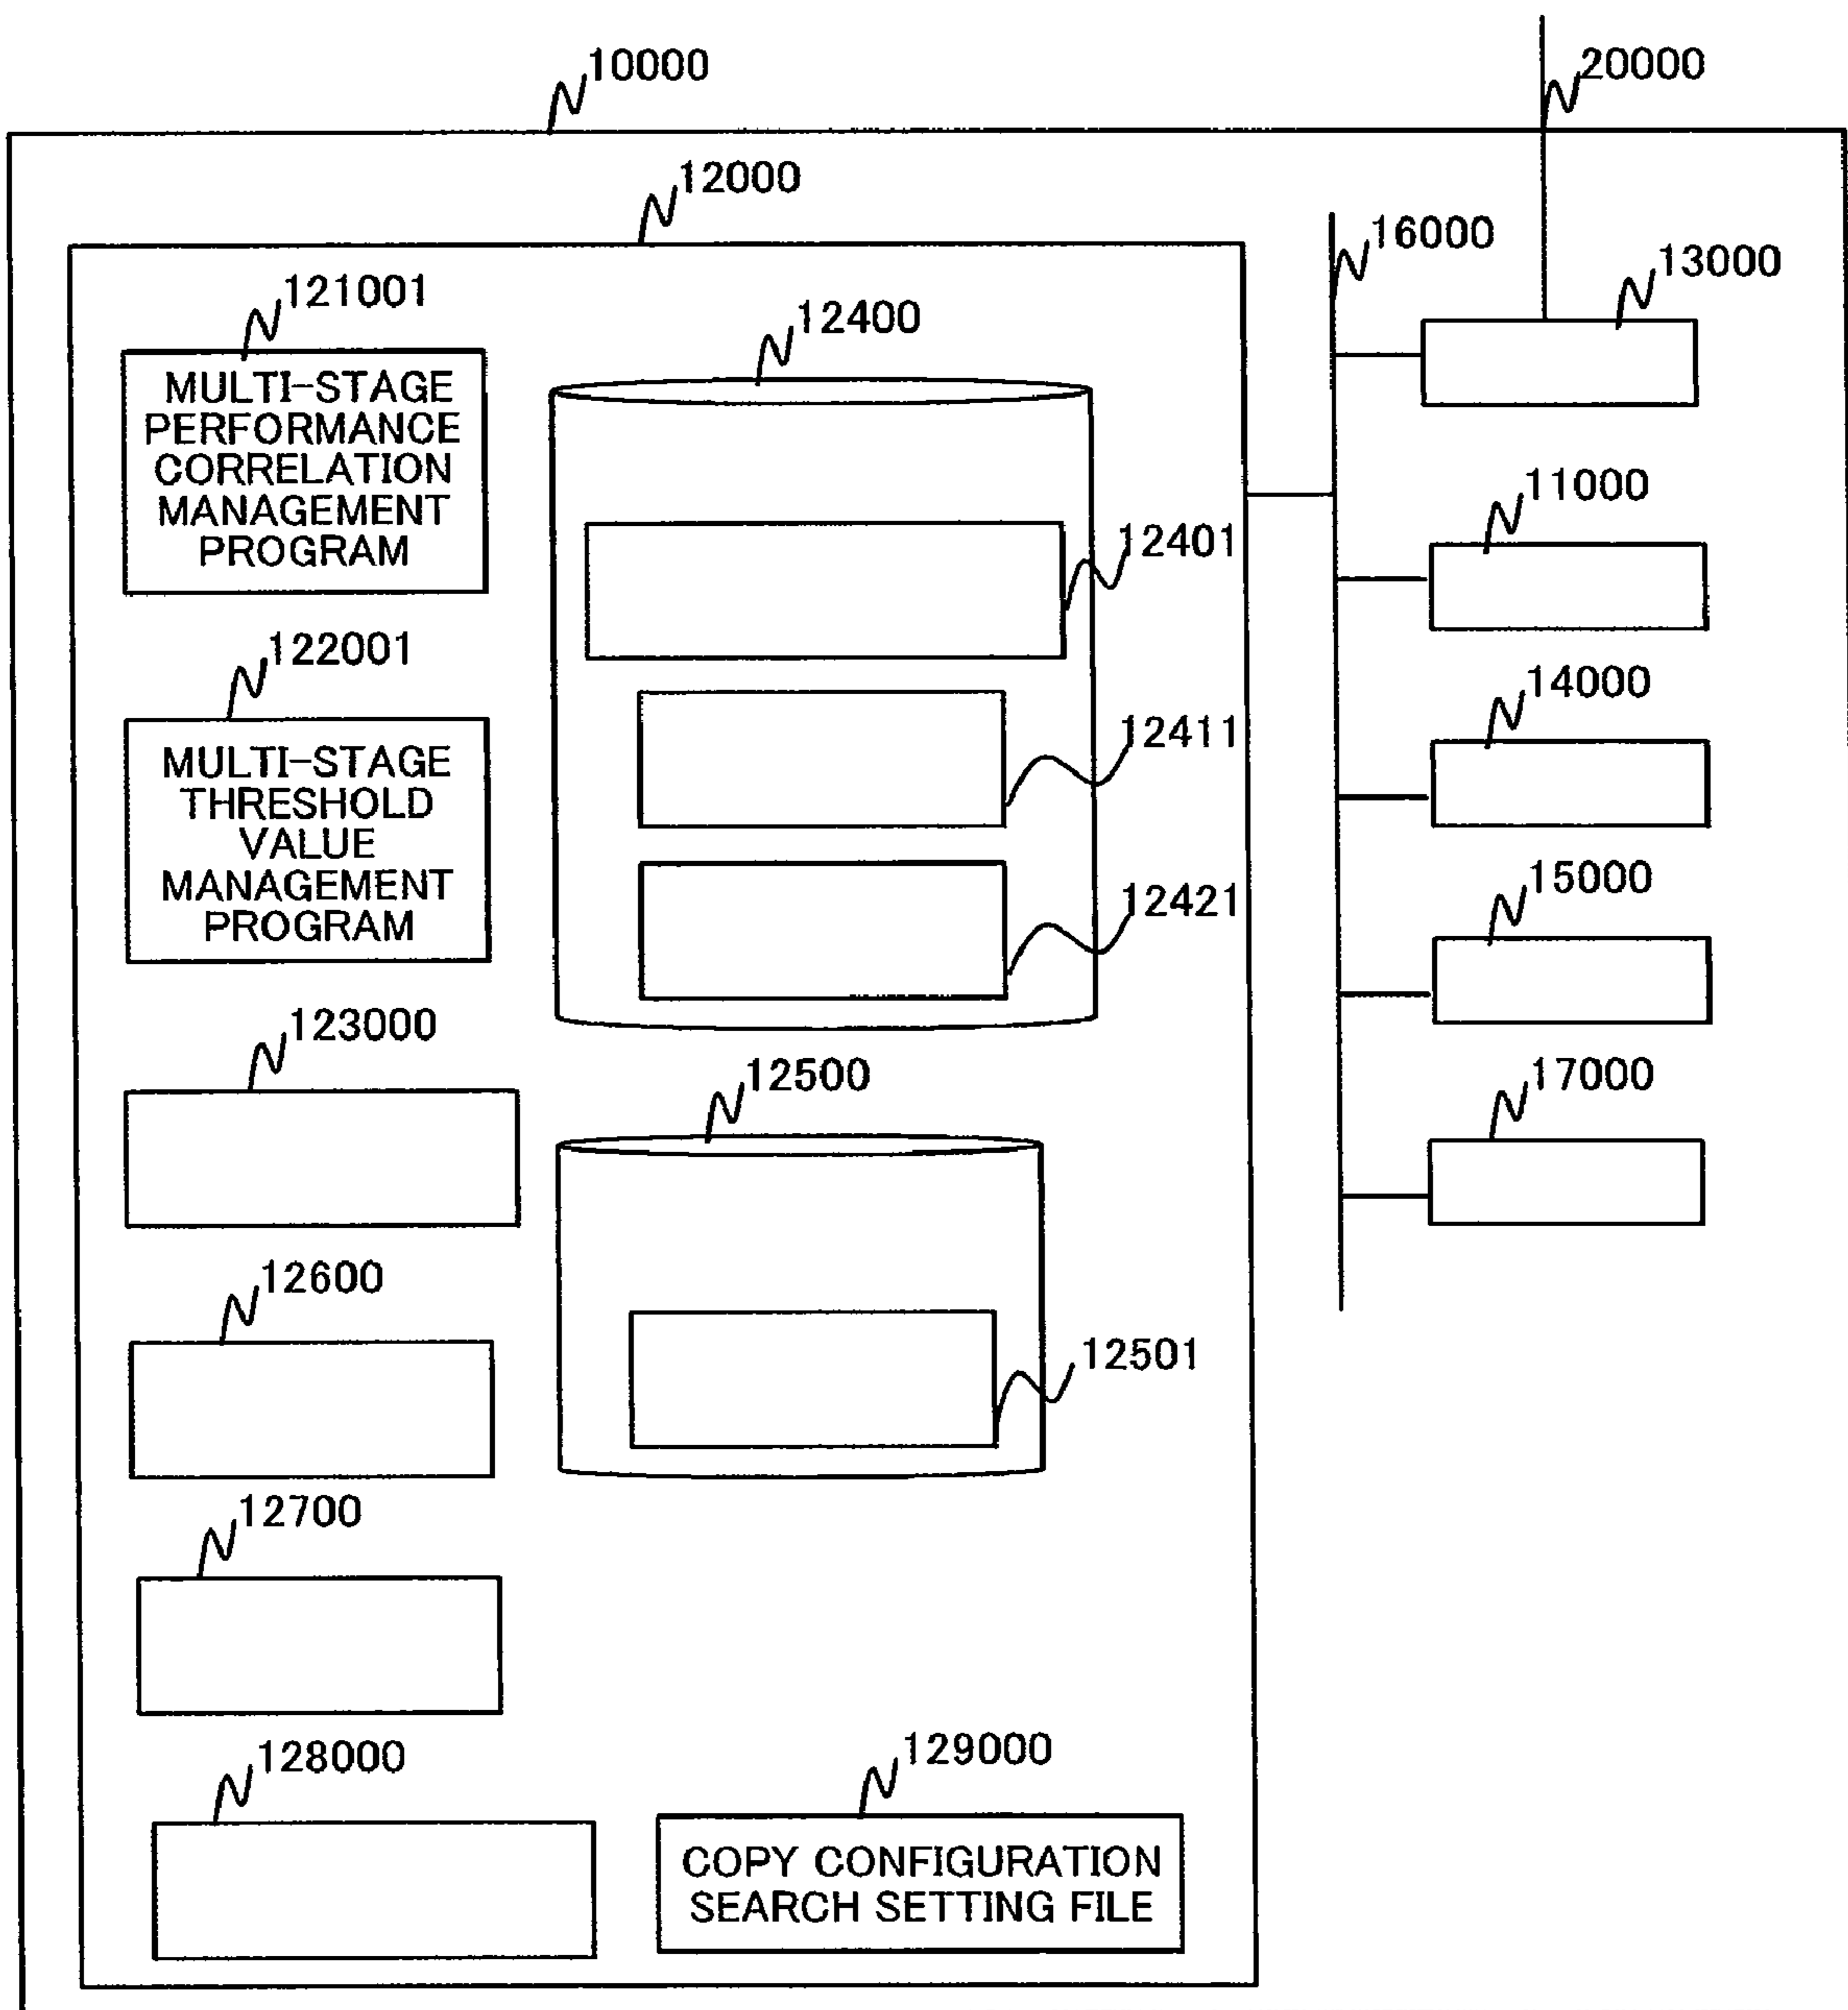 10000
20000
12000
16000
13000
121001
MULTI-STAGE
PERFORMANCE
CORRELATION
MANAGEMENT
PROGRAM
12400
12401
12411
12421
11000
122001
MULTI-STAGE
THRESHOLD
VALUE
MANAGEMENT
PROGRAM
14000
15000
123000
12500
12501
17000
12600
12700
128000
129000
COPY CONFIGURATION
SEARCH SETTING FILE